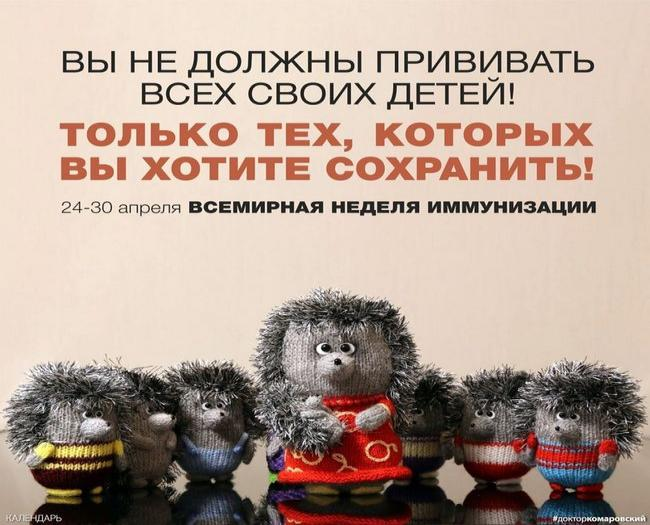 ВЫ НЕ ДОЛЖНЫ ПРИВИВАТЬ
ВСЕХ СВОИХ ДЕТЕЙ!
ТОЛЬКО ТЕХ, КОТОРЫХ
ВЫ ХОТИТЕ СОХРАНИТЬ!
24-30 апреля ВСЕМИРНАЯ НЕДЕЛЯ ИММУНИЗАЦИИ
КАЛЕНДАРЬ
#докторкомаровский